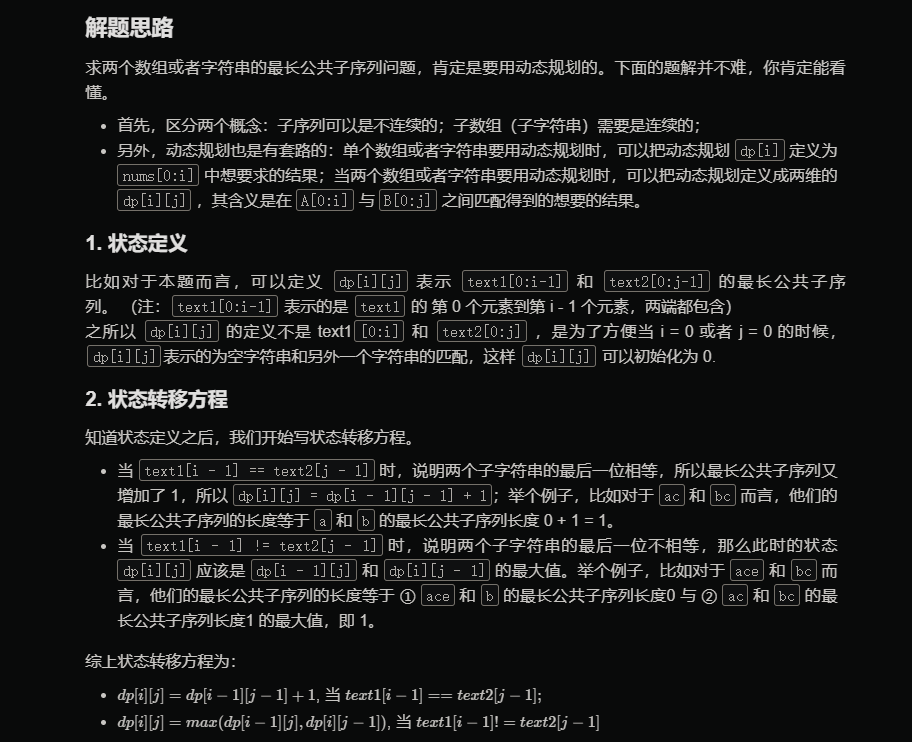 解题思路
求两个数组或者字符串的最长公共子序列问题，肯定是要用动态规划的。下面的题解并不难，你肯定能看
懂。
• 首先，区分两个概念：子序列可以是不连续的；子数组（子字符串）需要是连续的；
• 另外，动态规划也是有套路的：单个数组或者字符串要用动态规划时，可以把动态规划 dp[i] 定义为
nums[0:i] 中想要求的结果；当两个数组或者字符串要用动态规划时，可以把动态规划定义成两维的
dp[i][j] ，其含义是在 A[0:i] 与 B[0:j] 之间匹配得到的想要的结果。
1. 状态定义
比如对于本题而言，可以定义 dp[i][j] 表示 text1[0:i-1] 和 text2[0:j-1] 的最长公共子序
列。 （注： text1[0:i-1] 表示的是 text1 的 第 0 个元素到第 i - 1 个元素，两端都包含）
之所以 dp[i][j] 的定义不是 text1[0:i] 和 text2[0:j] ，是为了方便当 i = 0 或者 j = 0 的时候，
dp[i][j]表示的为空字符串和另外一个字符串的匹配，这样 dp[i][j] 可以初始化为 0.
2. 状态转移方程
知道状态定义之后，我们开始写状态转移方程。
• 当 text1[i - 1] == text2[j - 1] 时，说明两个子字符串的最后一位相等，所以最长公共子序列又
增加了 1，所以 dp[i][j] = dp[i - 1][j - 1] + 1；举个例子，比如对于 ac 和 bc 而言，他们的
最长公共子序列的长度等于 a 和 b 的最长公共子序列长度 0 + 1 = 1。
• 当 text1[i - 1] != text2[j - 1] 时，说明两个子字符串的最后一位不相等，那么此时的状态
dp[i][j] 应该是 dp[i - 1][j] 和 dp[i][j - 1] 的最大值。举个例子，比如对于 ace 和 bc 而
言，他们的最长公共子序列的长度等于 ① ace 和 b 的最长公共子序列长度0 与 ② ac 和 bc 的最
长公共子序列长度1 的最大值，即 1。
综上状态转移方程为：
• dp[i][j] = dp[i − 1][j − 1] + 1, 当 text1[i − 1] == text2[j − 1];
• dp[i][j] = max(dp[i − 1][j], dp[i][j − 1]), 当 text1[i − 1]! = text2[j − 1]